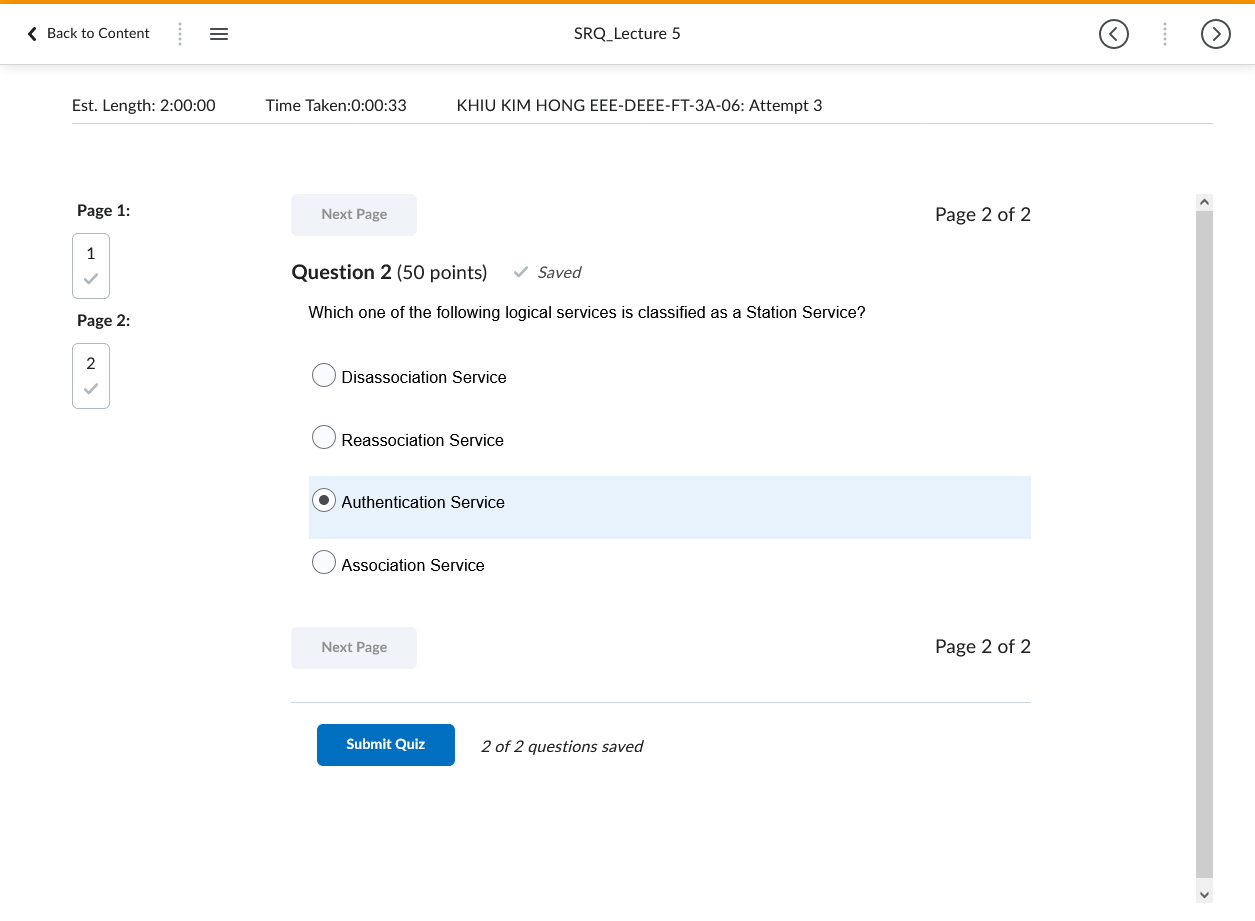 Back to Content
SRQ_Lecture 5
Est. Length: 2:00:00 Time Taken:0:00:33 KHIU KIM HONG EEE-DEEE-FT-3A-06: Attempt 3
Page 1:
1
Page 2:
2
Next Page
Page 2 of 2
Question 2 (50 points) Saved
Which one of the following logical services is classified as a Station Service?
Disassociation Service
Reassociation Service
Authentication Service
Association Service
Next Page
Page 2 of 2
Submit Quiz
2 of 2 questions saved